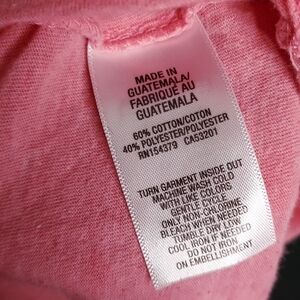 MADE IN
GUATEMALA/
FABRIQUÉ AU
GUATEMALA
60% COTTON/COTON
40% POLYESTER/POLYESTER
RN154379 CA53201
TURN GARMENT INSIDE OUT
MACHINE WASH COLD
WITH LIKE COLORS
GENTLE CYCLE
ONLY NON-CHLORINE
BLEACH WHEN NEEDED
TUMBLE DRY LOW
COOL IRON IF NEEDED
DO NOT IRON
ON EMBELLISHMENT